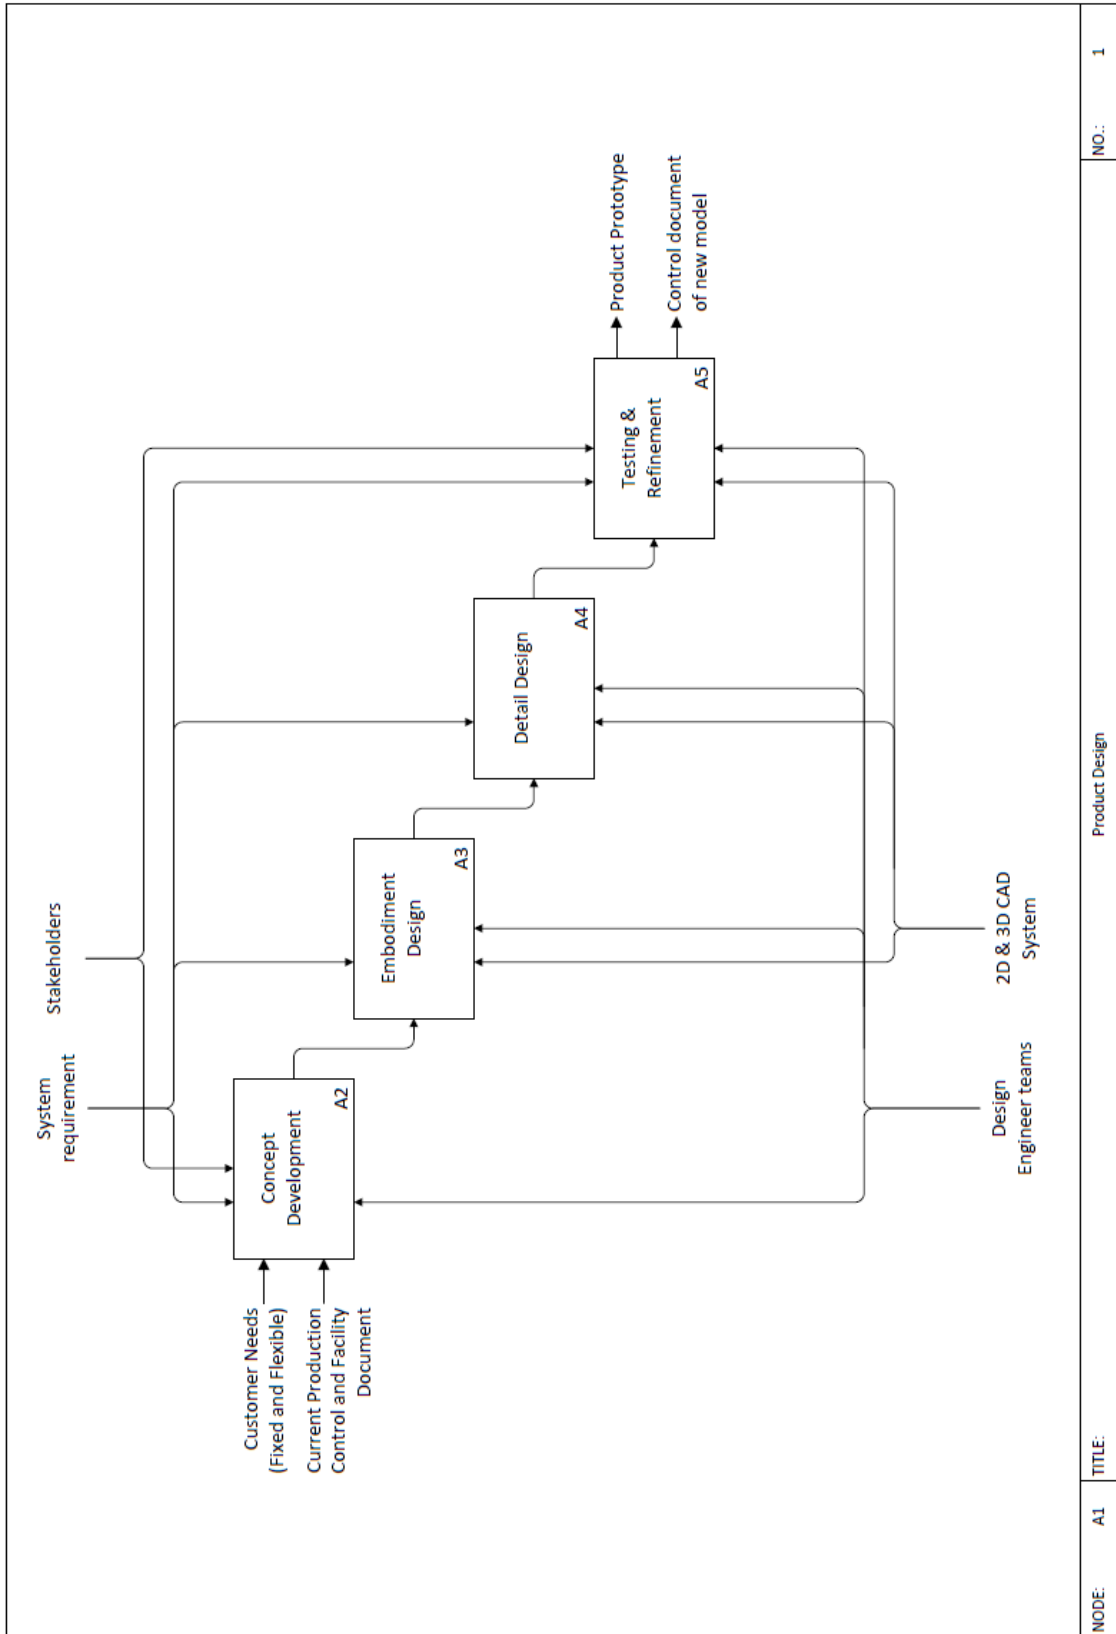 System
requirement
Stakeholders
Customer Needs
(Fixed and Flexible)
Current Production
Control and Facility
Document
Concept
Development
A2
Embodiment
Design
A3
Detail Design
A4
Testing &
Refinement
A5
Product Prototype
Control document
of new model
Design
Engineer teams
2D & 3D CAD
System
NODE: A1 TITLE: Product Design NO.: 1